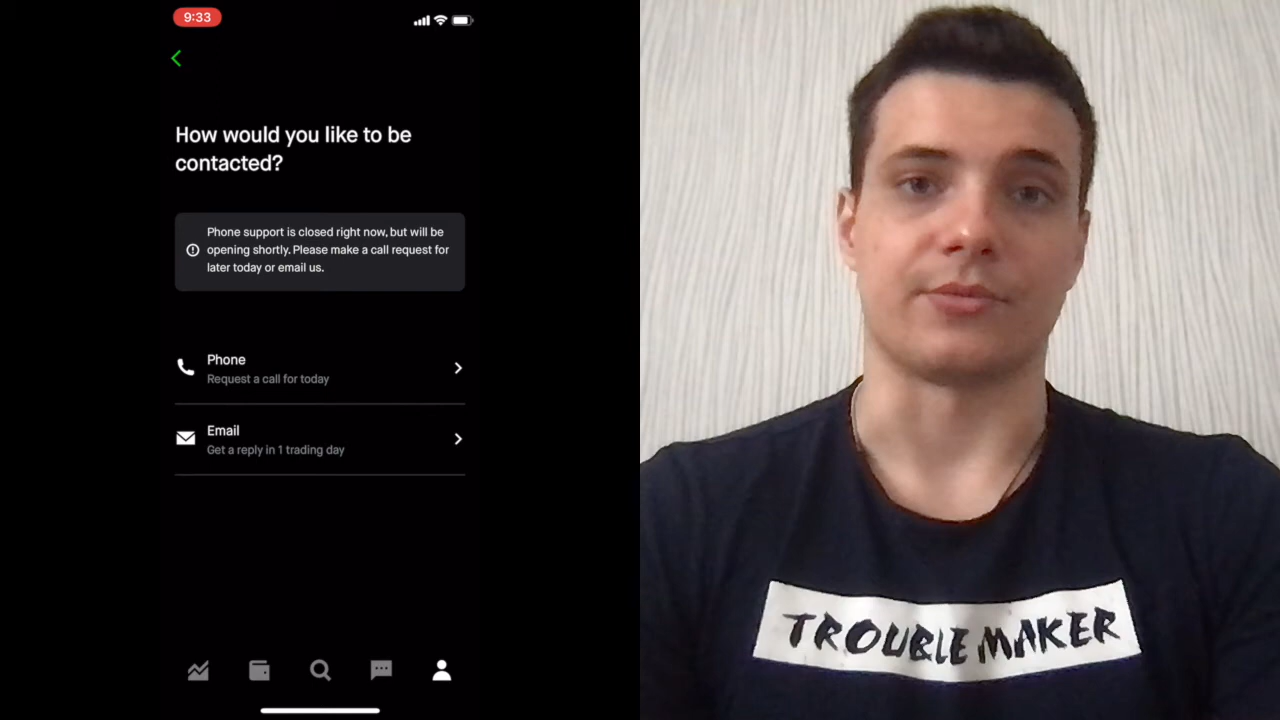 9:33
How would you like to be
contacted?
Phone support is closed right now, but will be
opening shortly. Please make a call request for
later today or email us.
Phone
Request a call for today
Email
Get a reply in 1 trading day
TROUBLEMAKER